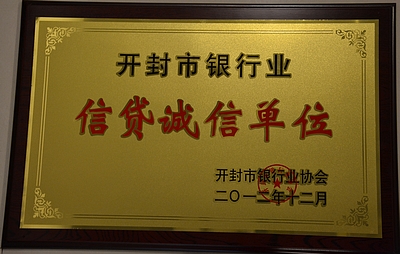 开封市银行业
信贷诚信单位
开封市银行业协会
二〇一二年十二月